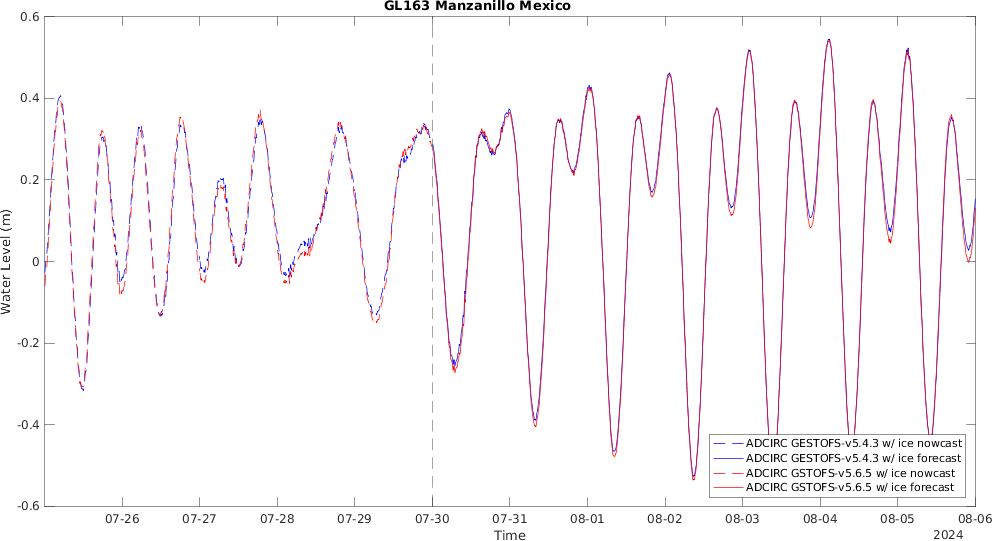 GL163 Manzanillo Mexico
0.6
0.4
0.2
0
-0.2
-0.4
-0.6
Water Level (m)
ADCIRC GESTOFS-v5.4.3 w/ ice nowcast
ADCIRC GESTOFS-v5.4.3 w/ ice forecast
ADCIRC GSTOFS-v5.6.5 w/ ice nowcast
ADCIRC GSTOFS-v5.6.5 w/ ice forecast
07-26 07-27 07-28 07-29 07-30 07-31 08-01 08-02 08-03 08-04 08-05 08-06
Time
2024